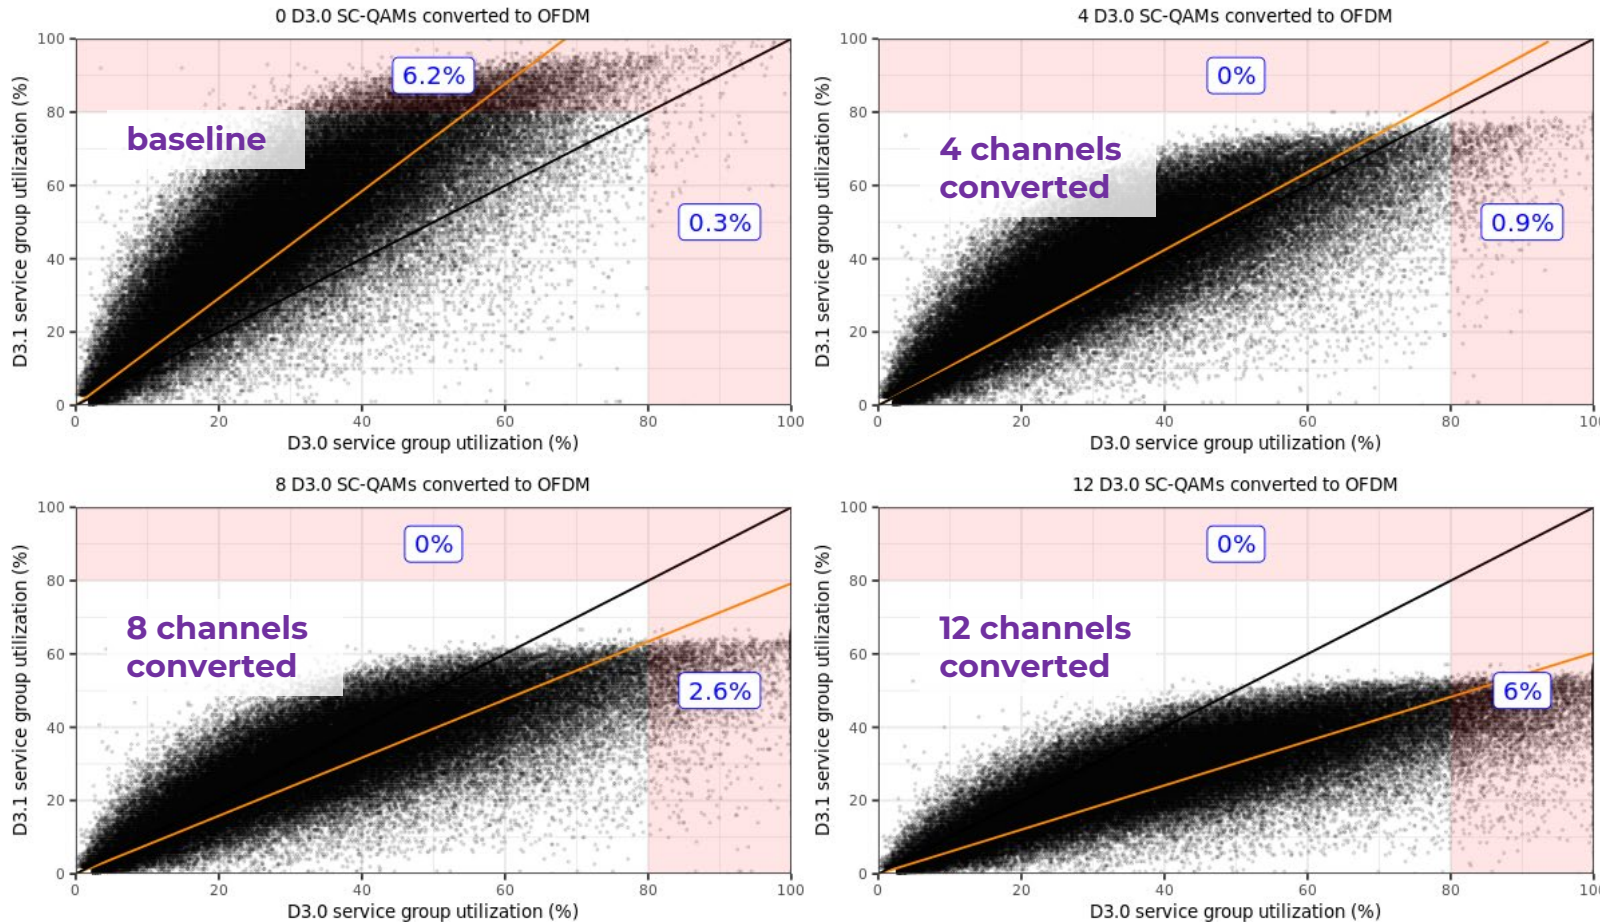 0 D3.0 SC-QAMs converted to OFDM
100
80
60
40
20
0
D3.1 service group utilization (%)
6.2%
baseline
0.3%
0
20
40
60
80
100
D3.0 service group utilization (%)
4 D3.0 SC-QAMs converted to OFDM
100
80
60
40
20
0
D3.1 service group utilization (%)
0%
4 channels
converted
0.9%
0
20
40
60
80
100
D3.0 service group utilization (%)
8 D3.0 SC-QAMs converted to OFDM
100
80
60
40
20
0
D3.1 service group utilization (%)
0%
8 channels
converted
2.6%
0
20
40
60
80
100
D3.0 service group utilization (%)
12 D3.0 SC-QAMs converted to OFDM
100
80
60
40
20
0
D3.1 service group utilization (%)
0%
12 channels
converted
6%
0
20
40
60
80
100
D3.0 service group utilization (%)